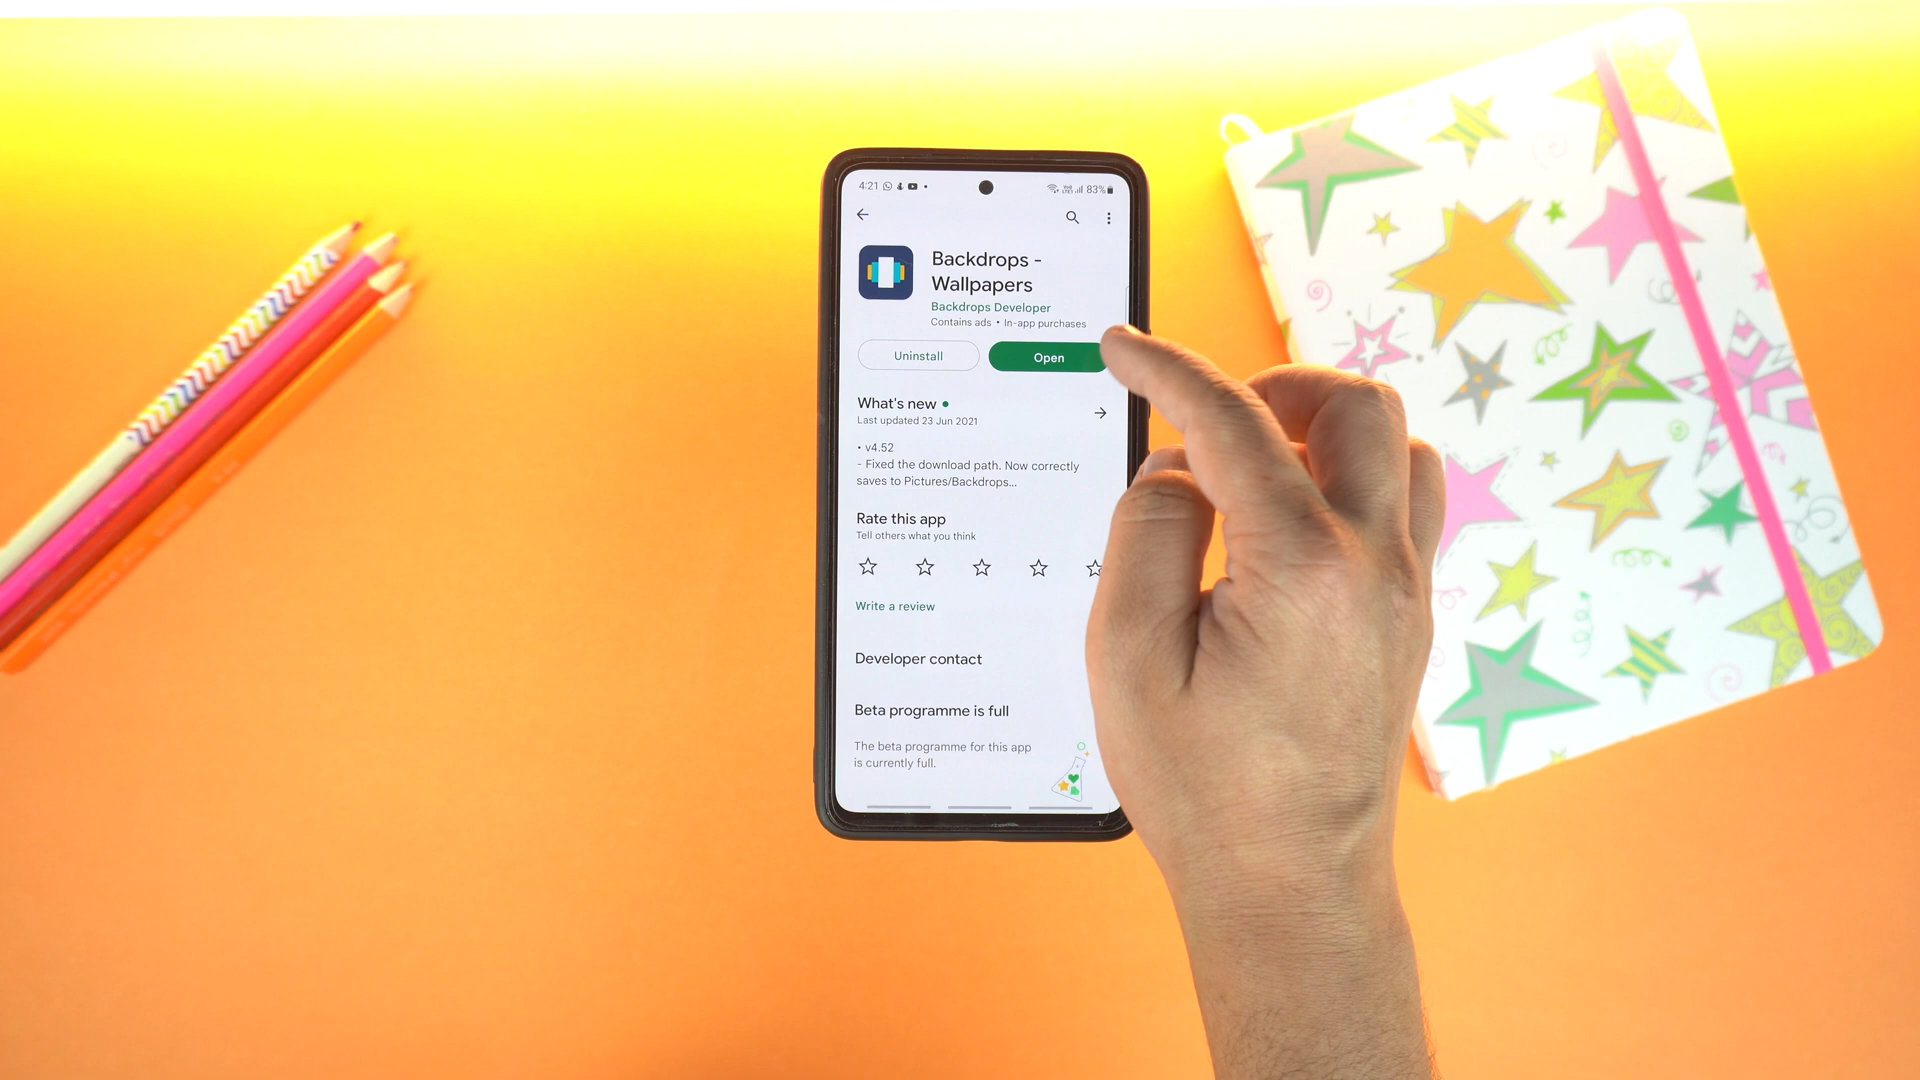 4:21 83%
Backdrops -
Wallpapers
Backdrops Developer
Contains ads • In-app purchases
Uninstall Open
What's new
Last updated 23 Jun 2021
• v4.52
- Fixed the download path. Now correctly
saves to Pictures/Backdrops...
Rate this app
Tell others what you think
Write a review
Developer contact
Beta programme is full
The beta programme for this app
is currently full.